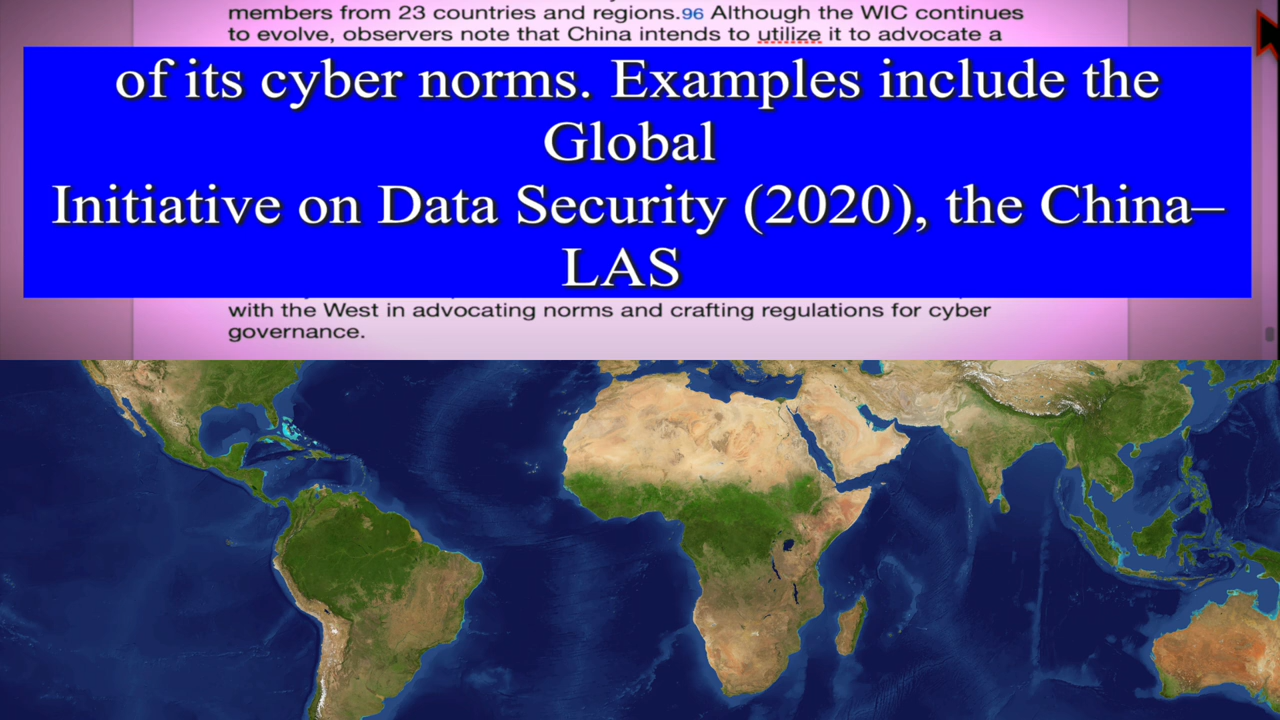 members from 23 countries and regions.96 Although the WIC continues
to evolve, observers note that China intends to utilize it to advocate a
of its cyber norms. Examples include the
Global
Initiative on Data Security (2020), the China–
LAS
with the West in advocating norms and crafting regulations for cyber
governance.